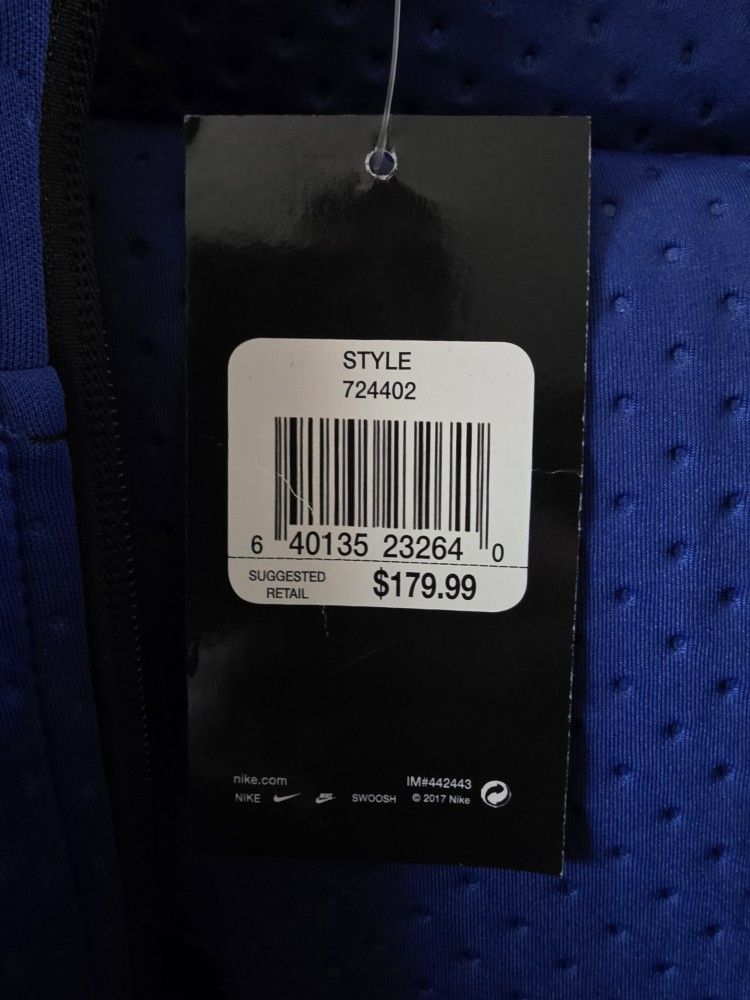 STYLE
724402
6 40135 23264 0
SUGGESTED
RETAIL
$179.99
nike.com
NIKE SWOOSH
IM#442443
© 2017 Nike